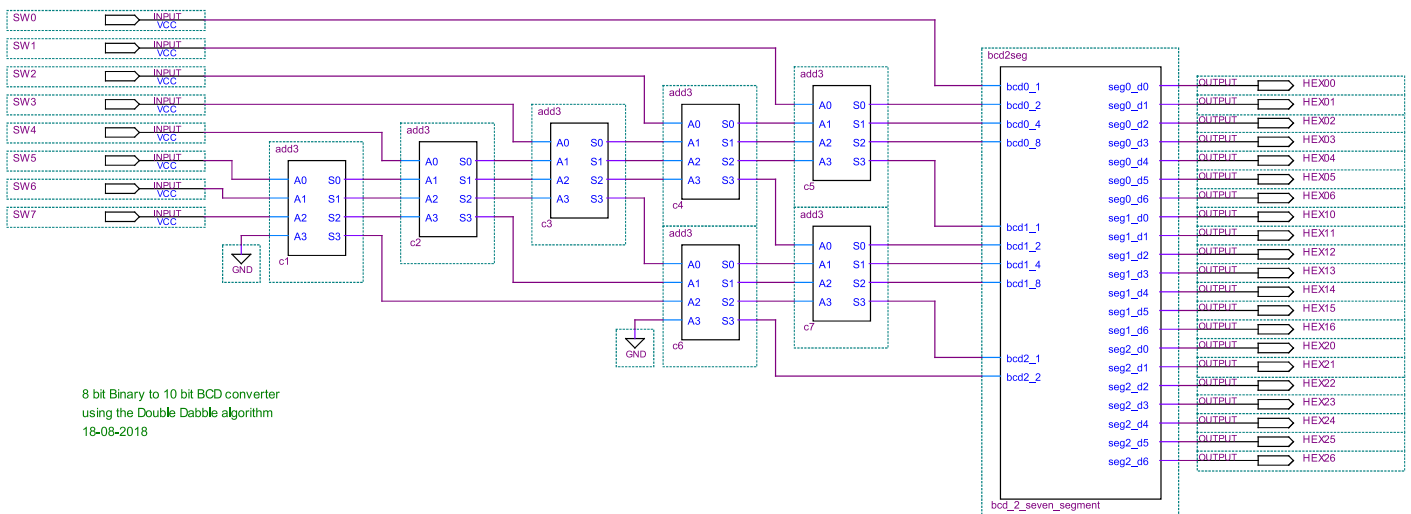 SW0 INPUT VCC
SW1 INPUT VCC
SW2 INPUT VCC
SW3 INPUT VCC
SW4 INPUT VCC
SW5 INPUT VCC
SW6 INPUT VCC
SW7 INPUT VCC
add3
A0 S0
A1 S1
A2 S2
A3 S3
c1
GND
add3
A0 S0
A1 S1
A2 S2
A3 S3
c2
add3
A0 S0
A1 S1
A2 S2
A3 S3
c3
add3
A0 S0
A1 S1
A2 S2
A3 S3
c4
add3
A0 S0
A1 S1
A2 S2
A3 S3
c5
add3
A0 S0
A1 S1
A2 S2
A3 S3
c6
GND
add3
A0 S0
A1 S1
A2 S2
A3 S3
c7
bcd2seg
bcd0_1
bcd0_2
bcd0_4
bcd0_8
bcd1_1
bcd1_2
bcd1_4
bcd1_8
bcd2_1
bcd2_2
seg0_d0 OUTPUT HEX00
seg0_d1 OUTPUT HEX01
seg0_d2 OUTPUT HEX02
seg0_d3 OUTPUT HEX03
seg0_d4 OUTPUT HEX04
seg0_d5 OUTPUT HEX05
seg0_d6 OUTPUT HEX06
seg1_d0 OUTPUT HEX10
seg1_d1 OUTPUT HEX11
seg1_d2 OUTPUT HEX12
seg1_d3 OUTPUT HEX13
seg1_d4 OUTPUT HEX14
seg1_d5 OUTPUT HEX15
seg1_d6 OUTPUT HEX16
seg2_d0 OUTPUT HEX20
seg2_d1 OUTPUT HEX21
seg2_d2 OUTPUT HEX22
seg2_d3 OUTPUT HEX23
seg2_d4 OUTPUT HEX24
seg2_d5 OUTPUT HEX25
seg2_d6 OUTPUT HEX26
bcd_2_seven_segment
8 bit Binary to 10 bit BCD converter
using the Double Dabble algorithm
18-08-2018